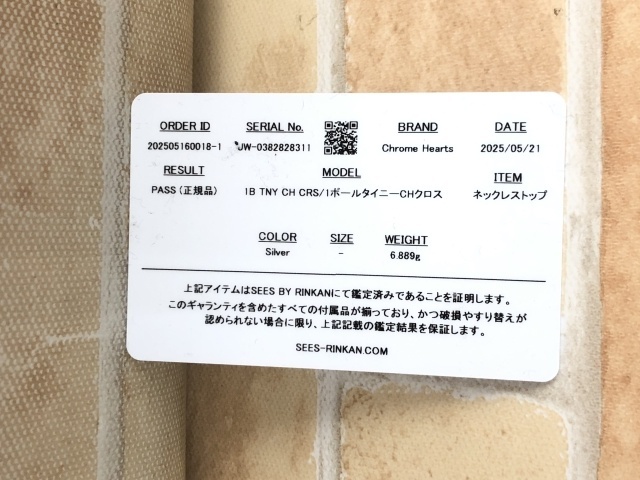 ORDER ID SERIAL No. BRAND DATE
202505160018-1 JW-0382828311 Chrome Hearts 2025/05/21
RESULT MODEL ITEM
PASS（正規品） 1B TNY CH CRS/1ボールタイニーCHクロス ネックレストップ
COLOR SIZE WEIGHT
Silver - 6.889g
上記アイテムはSEES BY RINKANにて鑑定済みであることを証明します。
このギャランティを含めたすべての付属品が揃っており、かつ破損やすり替えが
認められない場合に限り、上記記載の鑑定結果を保証します。
SEES-RINKAN.COM